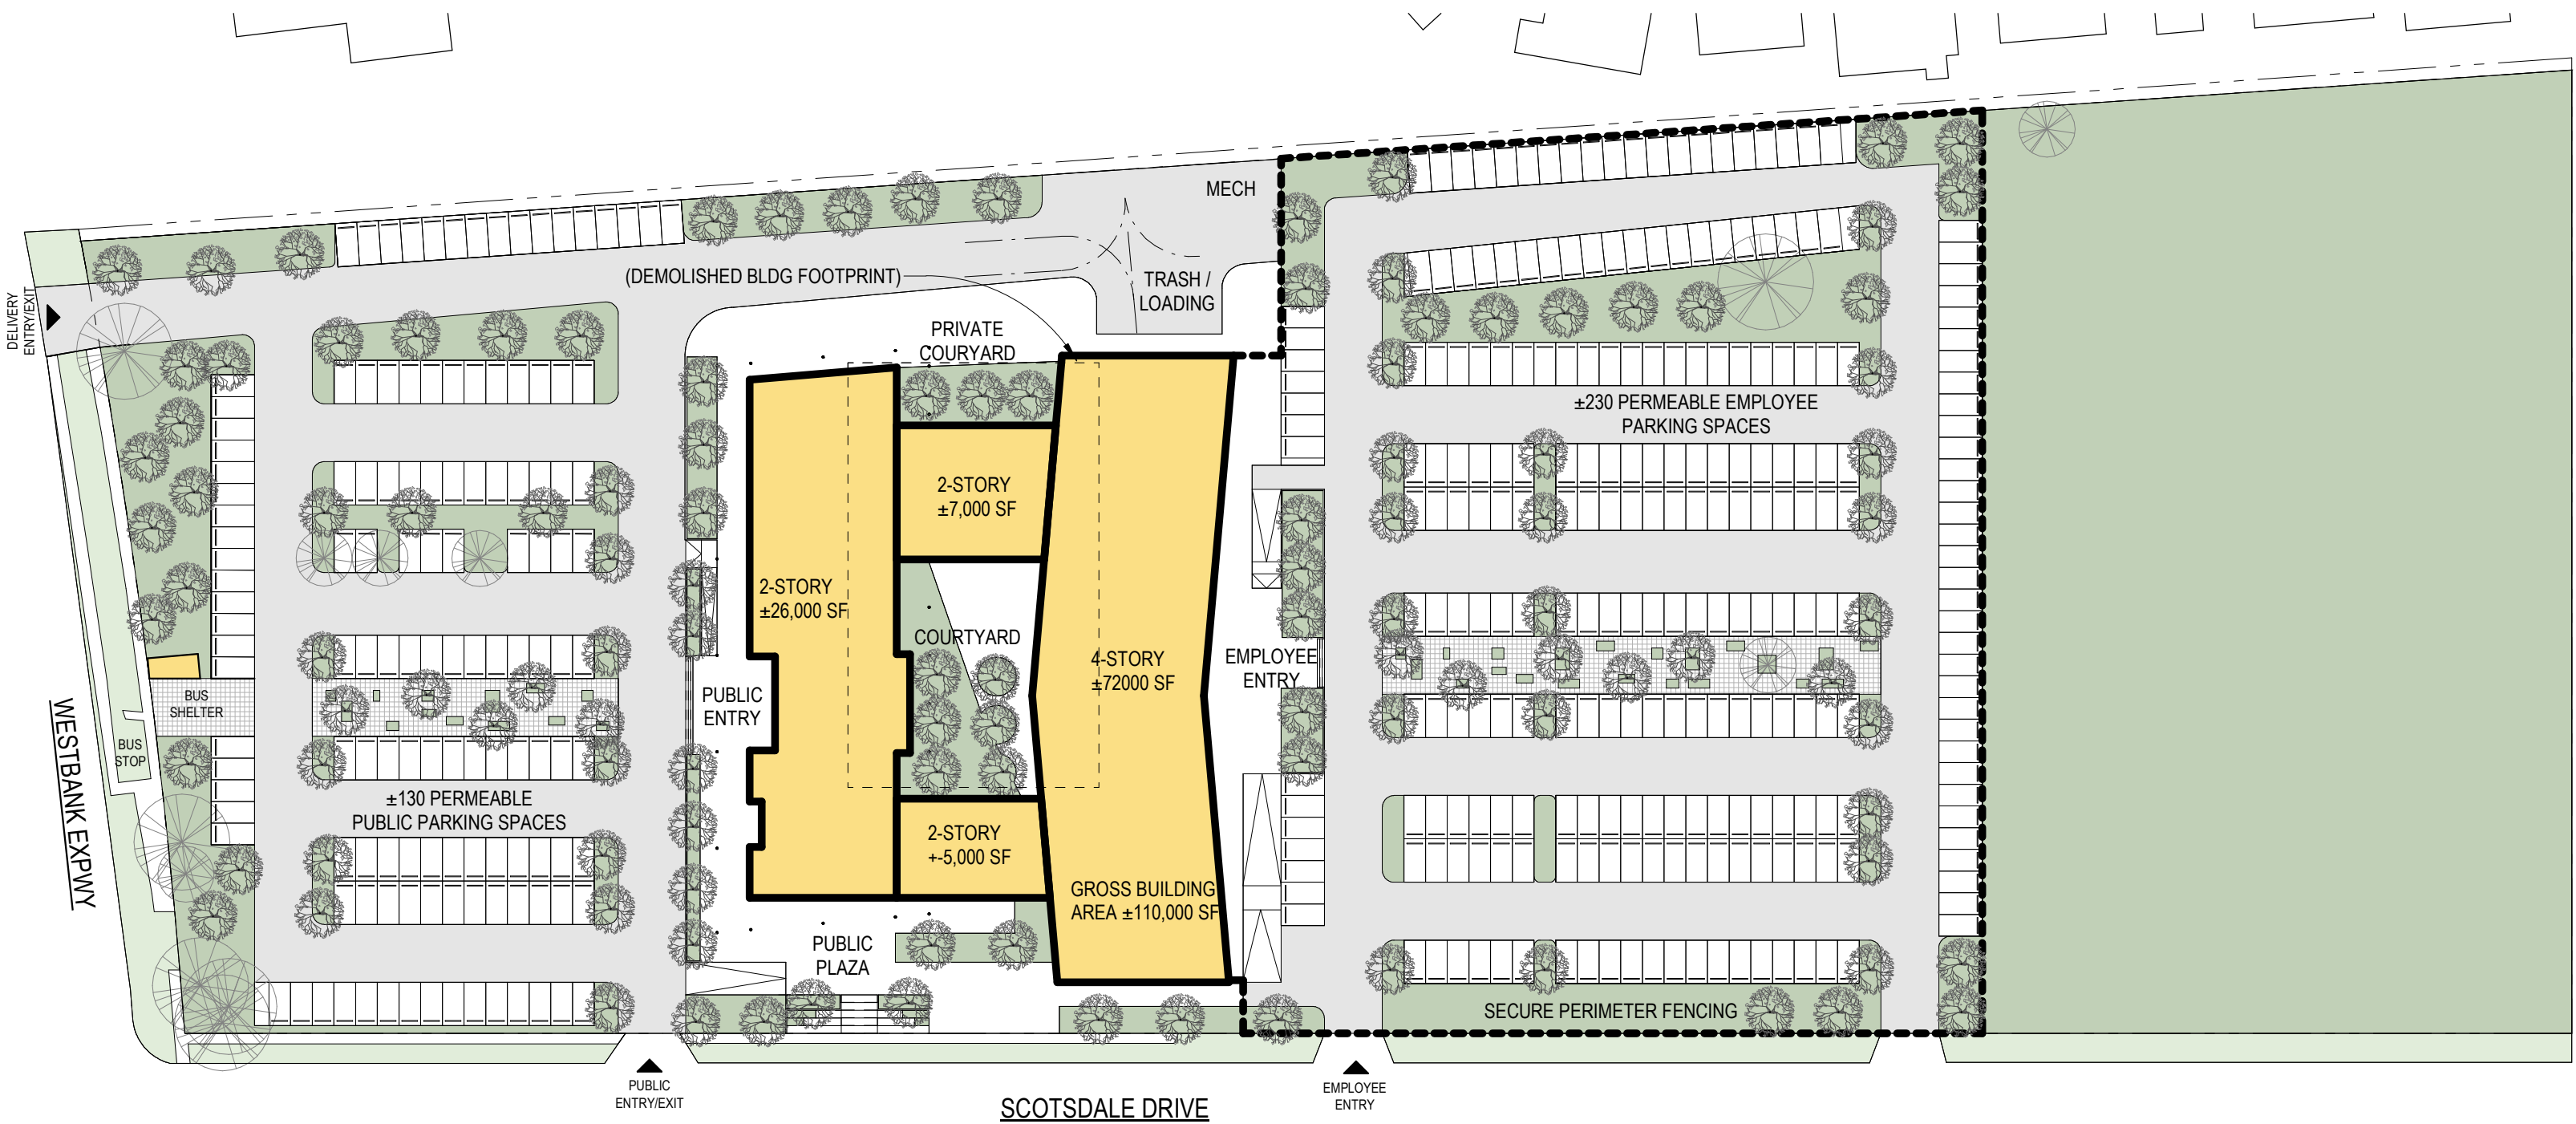 MECH
(DEMOLISHED BLDG FOOTPRINT)
TRASH /
LOADING
DELIVERY
ENTRY/EXIT
PRIVATE
COURYARD
±230 PERMEABLE EMPLOYEE
PARKING SPACES
2-STORY
±7,000 SF
2-STORY
±26,000 SF
COURTYARD
4-STORY
±72000 SF
EMPLOYEE
ENTRY
PUBLIC
ENTRY
BUS
SHELTER
BUS
STOP
WESTBANK EXPWY
±130 PERMEABLE
PUBLIC PARKING SPACES
2-STORY
+-5,000 SF
GROSS BUILDING
AREA ±110,000 SF
PUBLIC
PLAZA
SECURE PERIMETER FENCING
PUBLIC
ENTRY/EXIT
EMPLOYEE
ENTRY
SCOTSDALE DRIVE